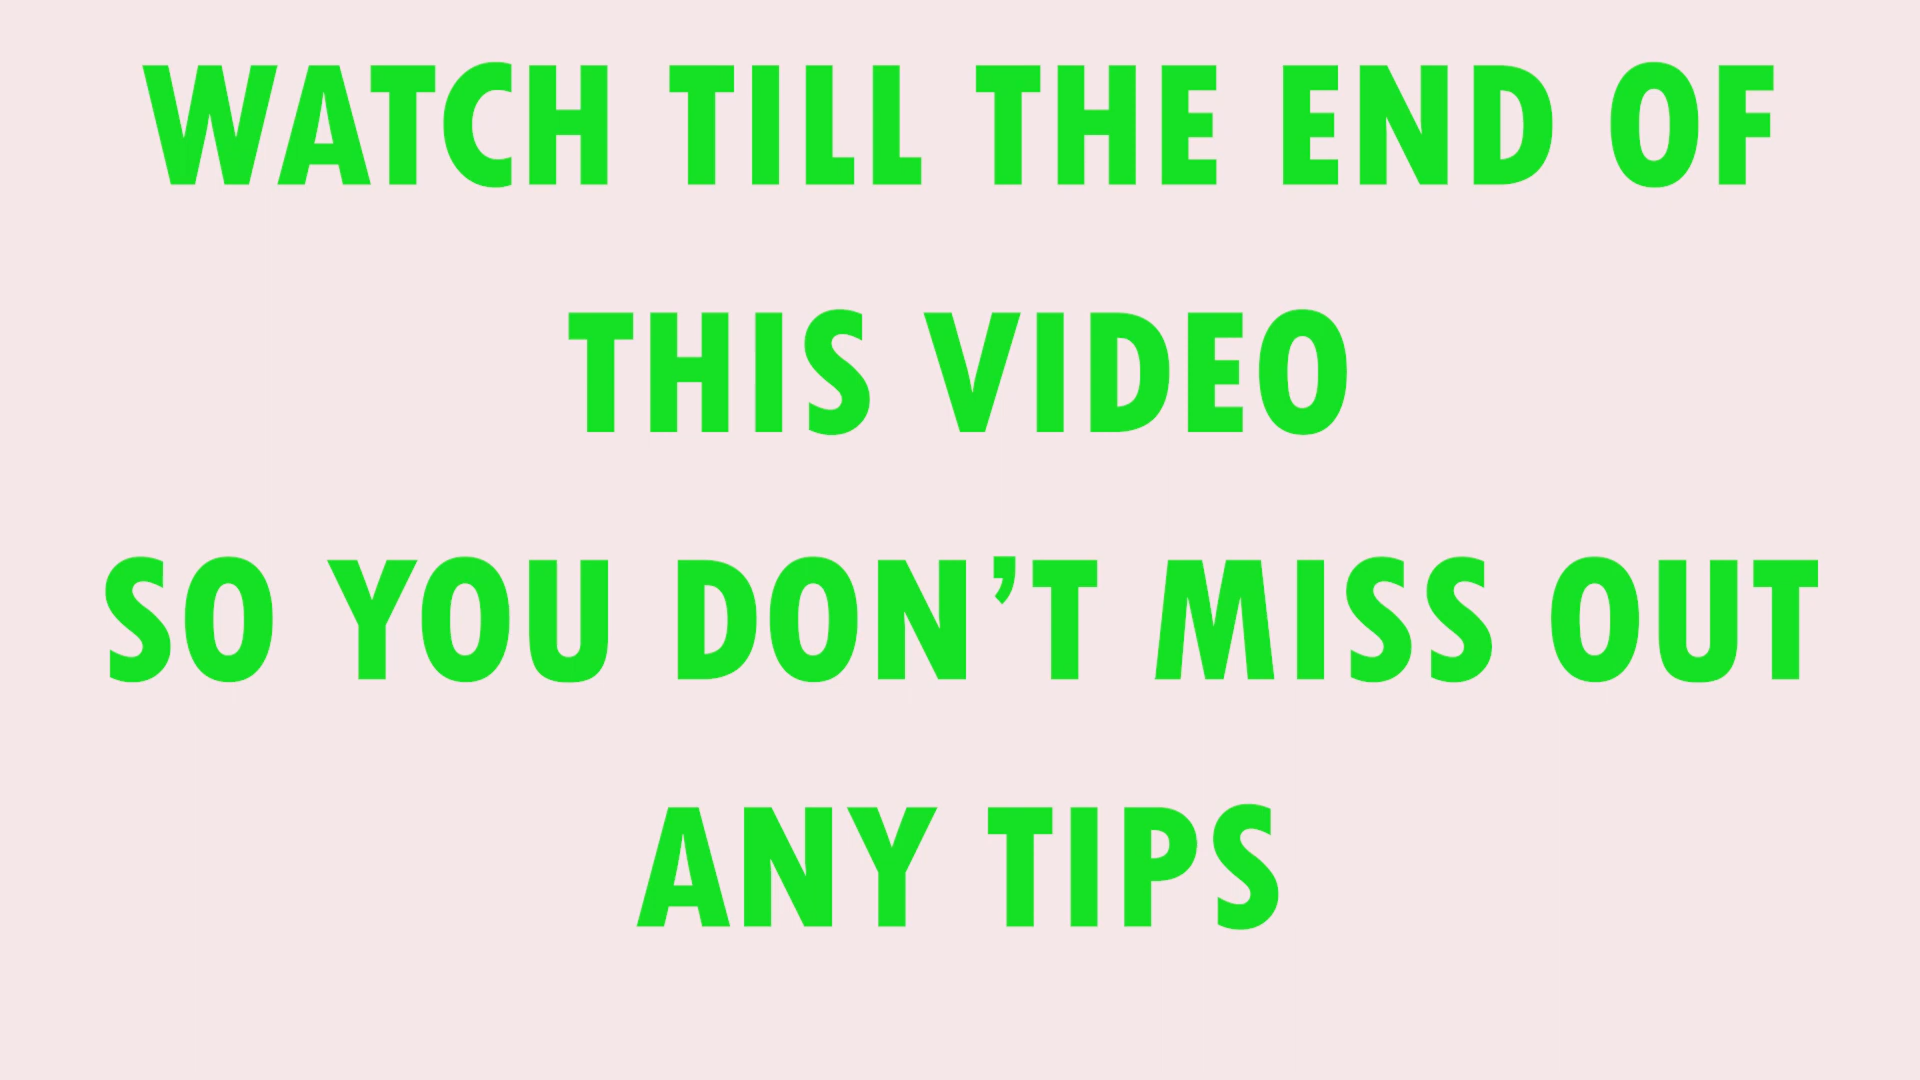 WATCH TILL THE END OF
THIS VIDEO
SO YOU DON’T MISS OUT
ANY TIPS